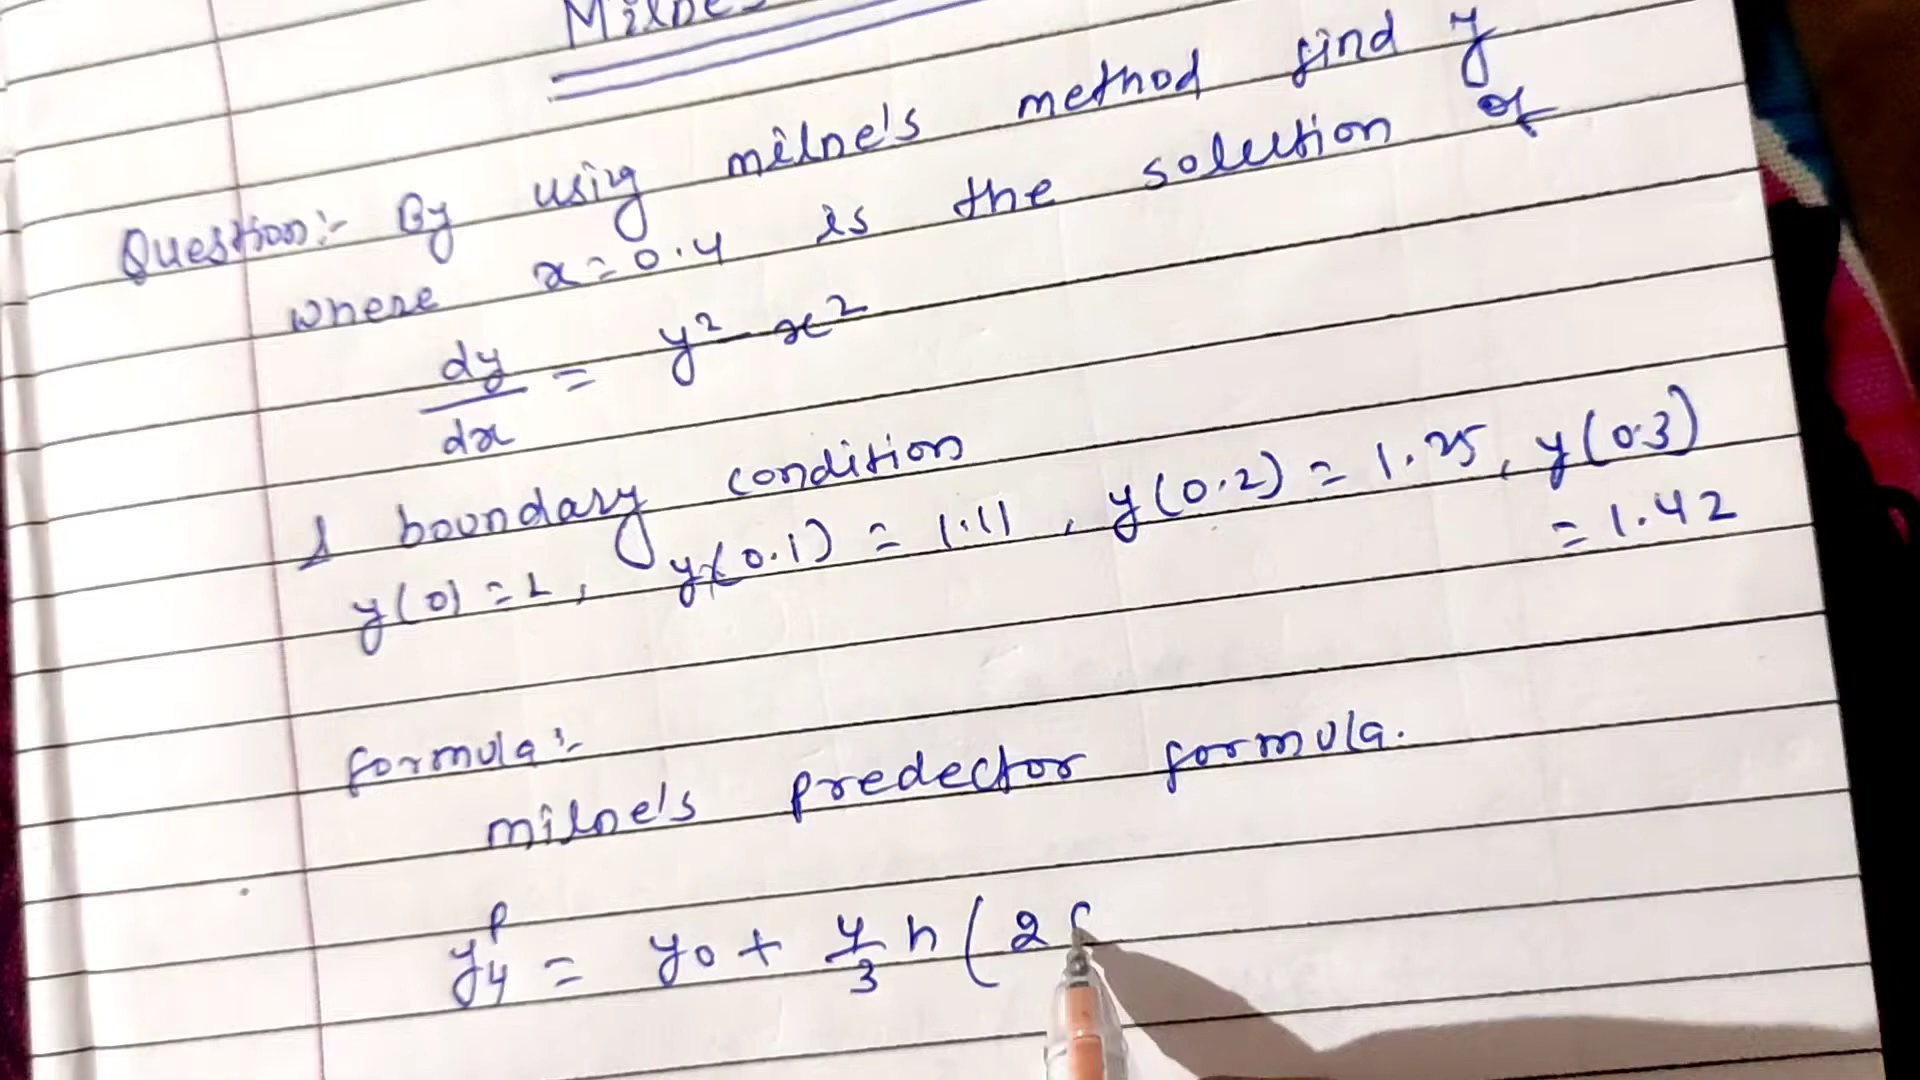 Milne
Question:- By using milne's method find y
where x = 0.4 is the solution of
dy/dx = y² - x²
& boundary condition
y(0) = 1, y(0.1) = 1.11, y(0.2) = 1.25, y(0.3)
= 1.42
formula:-
milne's predector formula.
y₄ᵖ = y₀ + 4/3 h ( 2